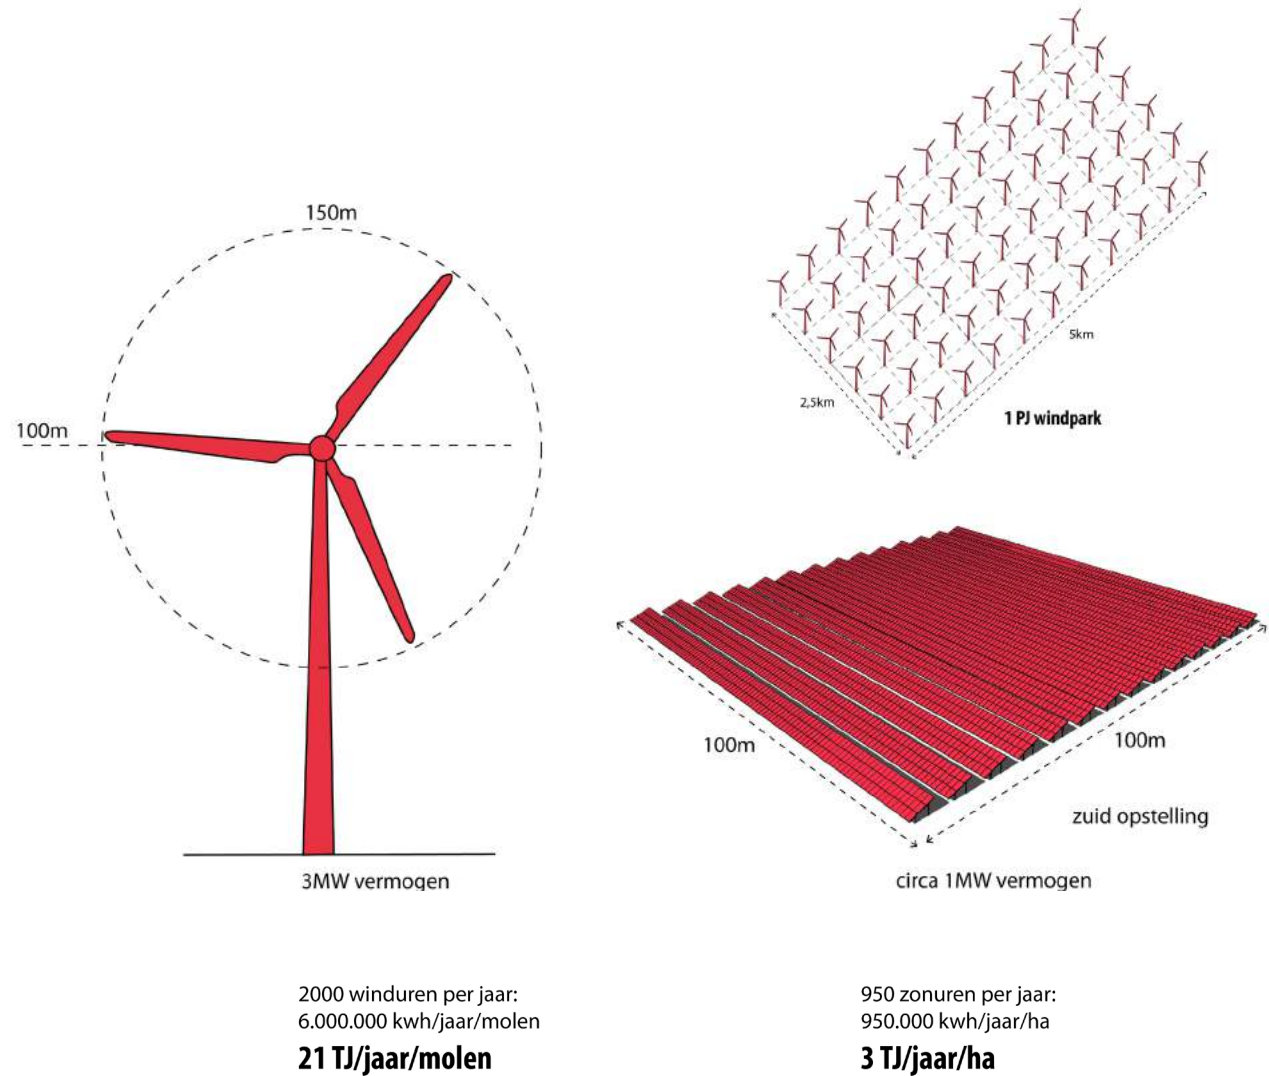 150m
100m
3MW vermogen
2000 winduren per jaar:
6.000.000 kwh/jaar/molen
21 TJ/jaar/molen
5km
2,5km
1 PJ windpark
100m
100m
zuid opstelling
circa 1MW vermogen
950 zonuren per jaar:
950.000 kwh/jaar/ha
3 TJ/jaar/ha